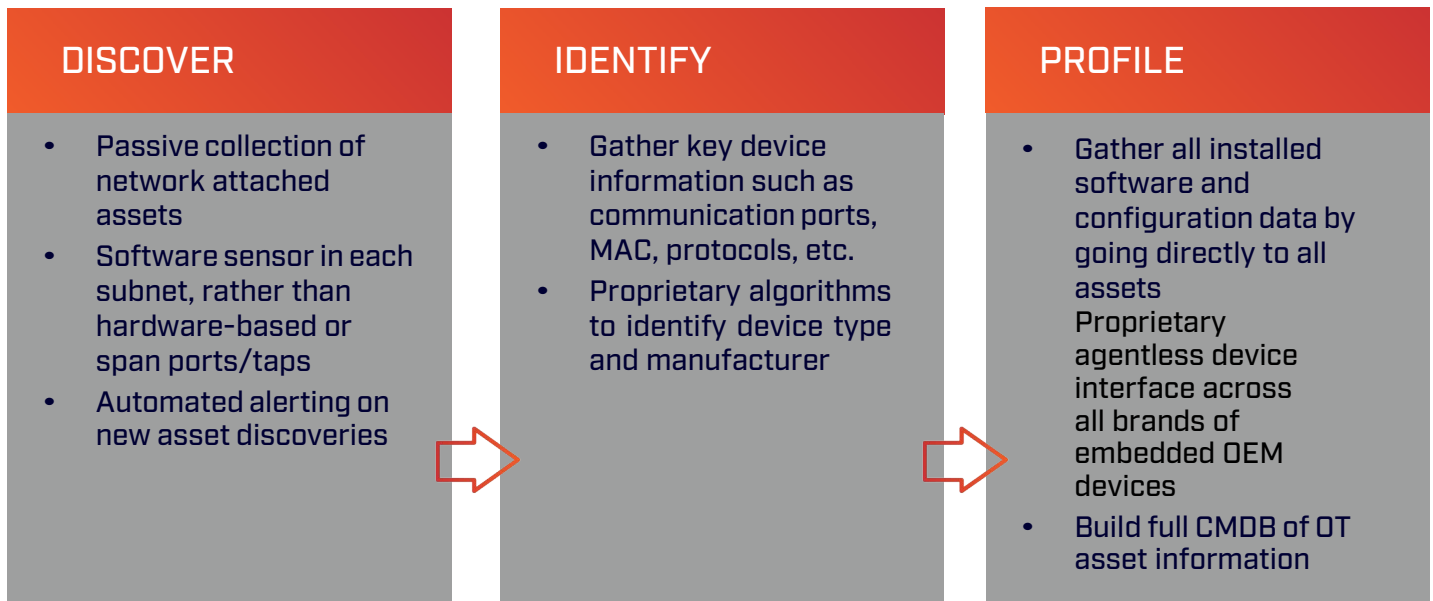 DISCOVER
• Passive collection of
network attached
assets
• Software sensor in each
subnet, rather than
hardware-based or
span ports/taps
• Automated alerting on
new asset discoveries
IDENTIFY
• Gather key device
information such as
communication ports,
MAC, protocols, etc.
• Proprietary algorithms
to identify device type
and manufacturer
PROFILE
• Gather all installed
software and
configuration data by
going directly to all
assets
Proprietary
agentless device
interface across
all brands of
embedded OEM
devices
• Build full CMDB of OT
asset information